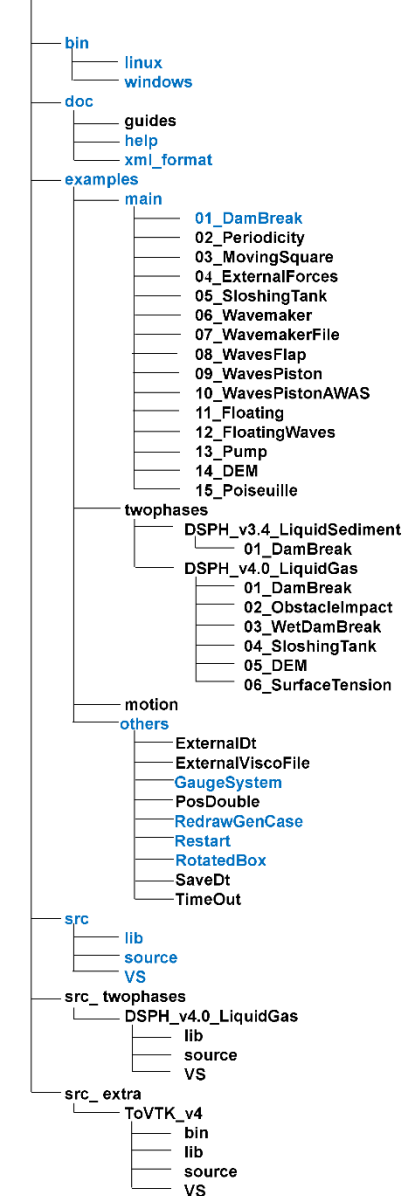 bin
linux
windows
doc
guides
help
xml_format
examples
main
01_DamBreak
02_Periodicity
03_MovingSquare
04_ExternalForces
05_SloshingTank
06_Wavemaker
07_WavemakerFile
08_WavesFlap
09_WavesPiston
10_WavesPistonAWAS
11_Floating
12_FloatingWaves
13_Pump
14_DEM
15_Poiseuille
twophases
DSPH_v3.4_LiquidSediment
01_DamBreak
DSPH_v4.0_LiquidGas
01_DamBreak
02_ObstacleImpact
03_WetDamBreak
04_SloshingTank
05_DEM
06_SurfaceTension
motion
others
ExternalDt
ExternalViscoFile
GaugeSystem
PosDouble
RedrawGenCase
Restart
RotatedBox
SaveDt
TimeOut
src
lib
source
VS
src_ twophases
DSPH_v4.0_LiquidGas
lib
source
VS
src_ extra
ToVTK_v4
bin
lib
source
VS